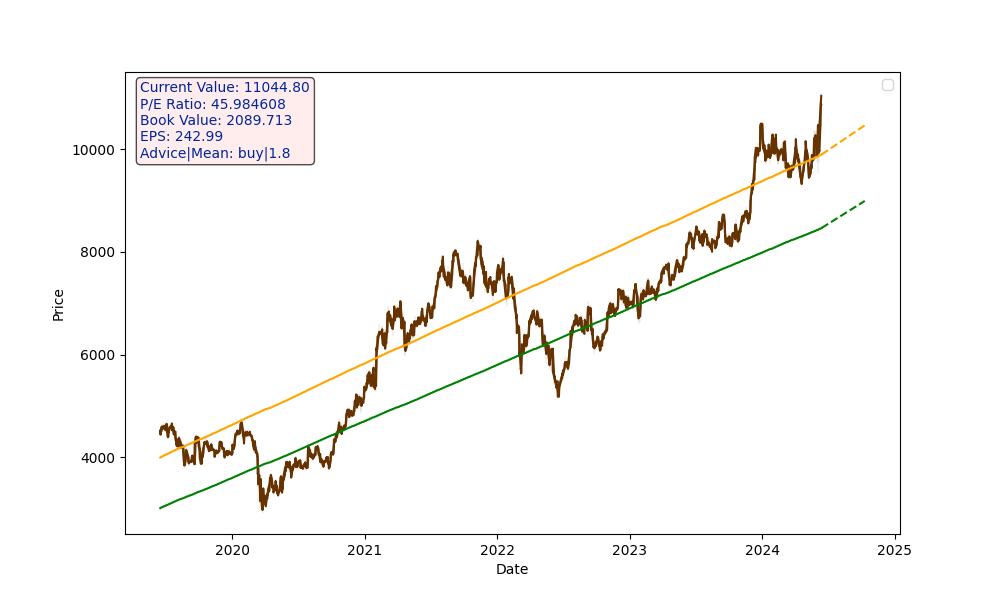 Current Value: 11044.80
P/E Ratio: 45.984608
Book Value: 2089.713
EPS: 242.99
Advice|Mean: buy|1.8
10000
8000
6000
4000
Price
2020
2021
2022
2023
2024
2025
Date